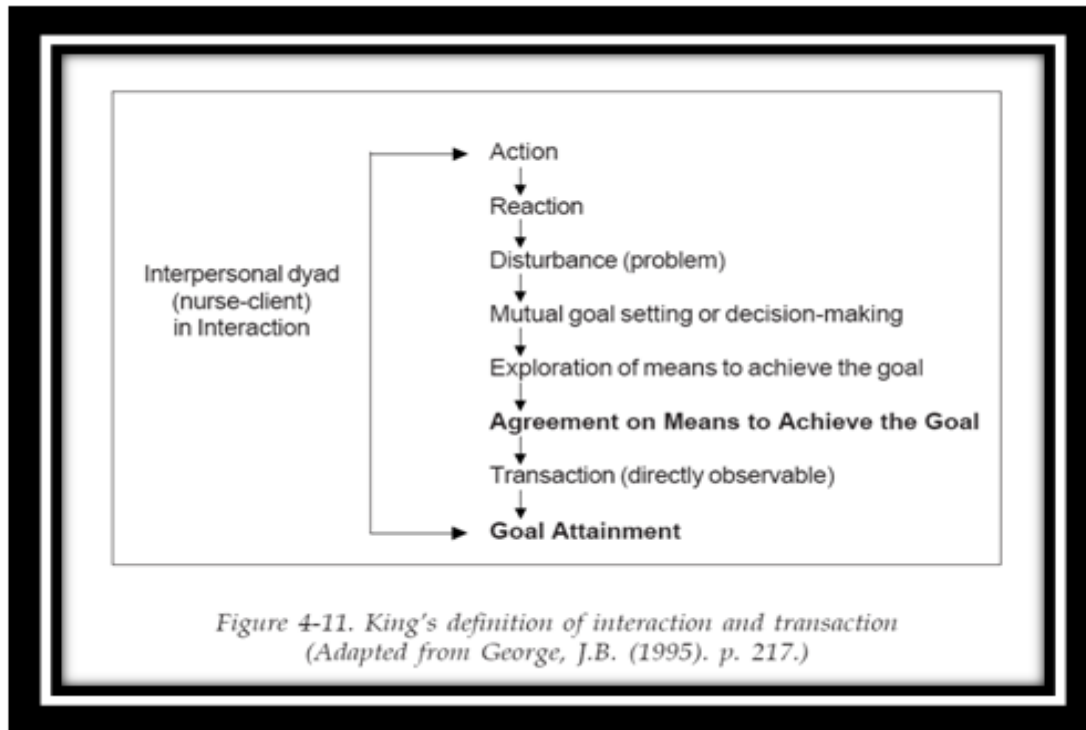 Action
Reaction
Disturbance (problem)
Interpersonal dyad
(nurse-client)
in Interaction
Mutual goal setting or decision-making
Exploration of means to achieve the goal
Agreement on Means to Achieve the Goal
Transaction (directly observable)
Goal Attainment
Figure 4-11. King's definition of interaction and transaction
(Adapted from George, J.B. (1995). p. 217.)